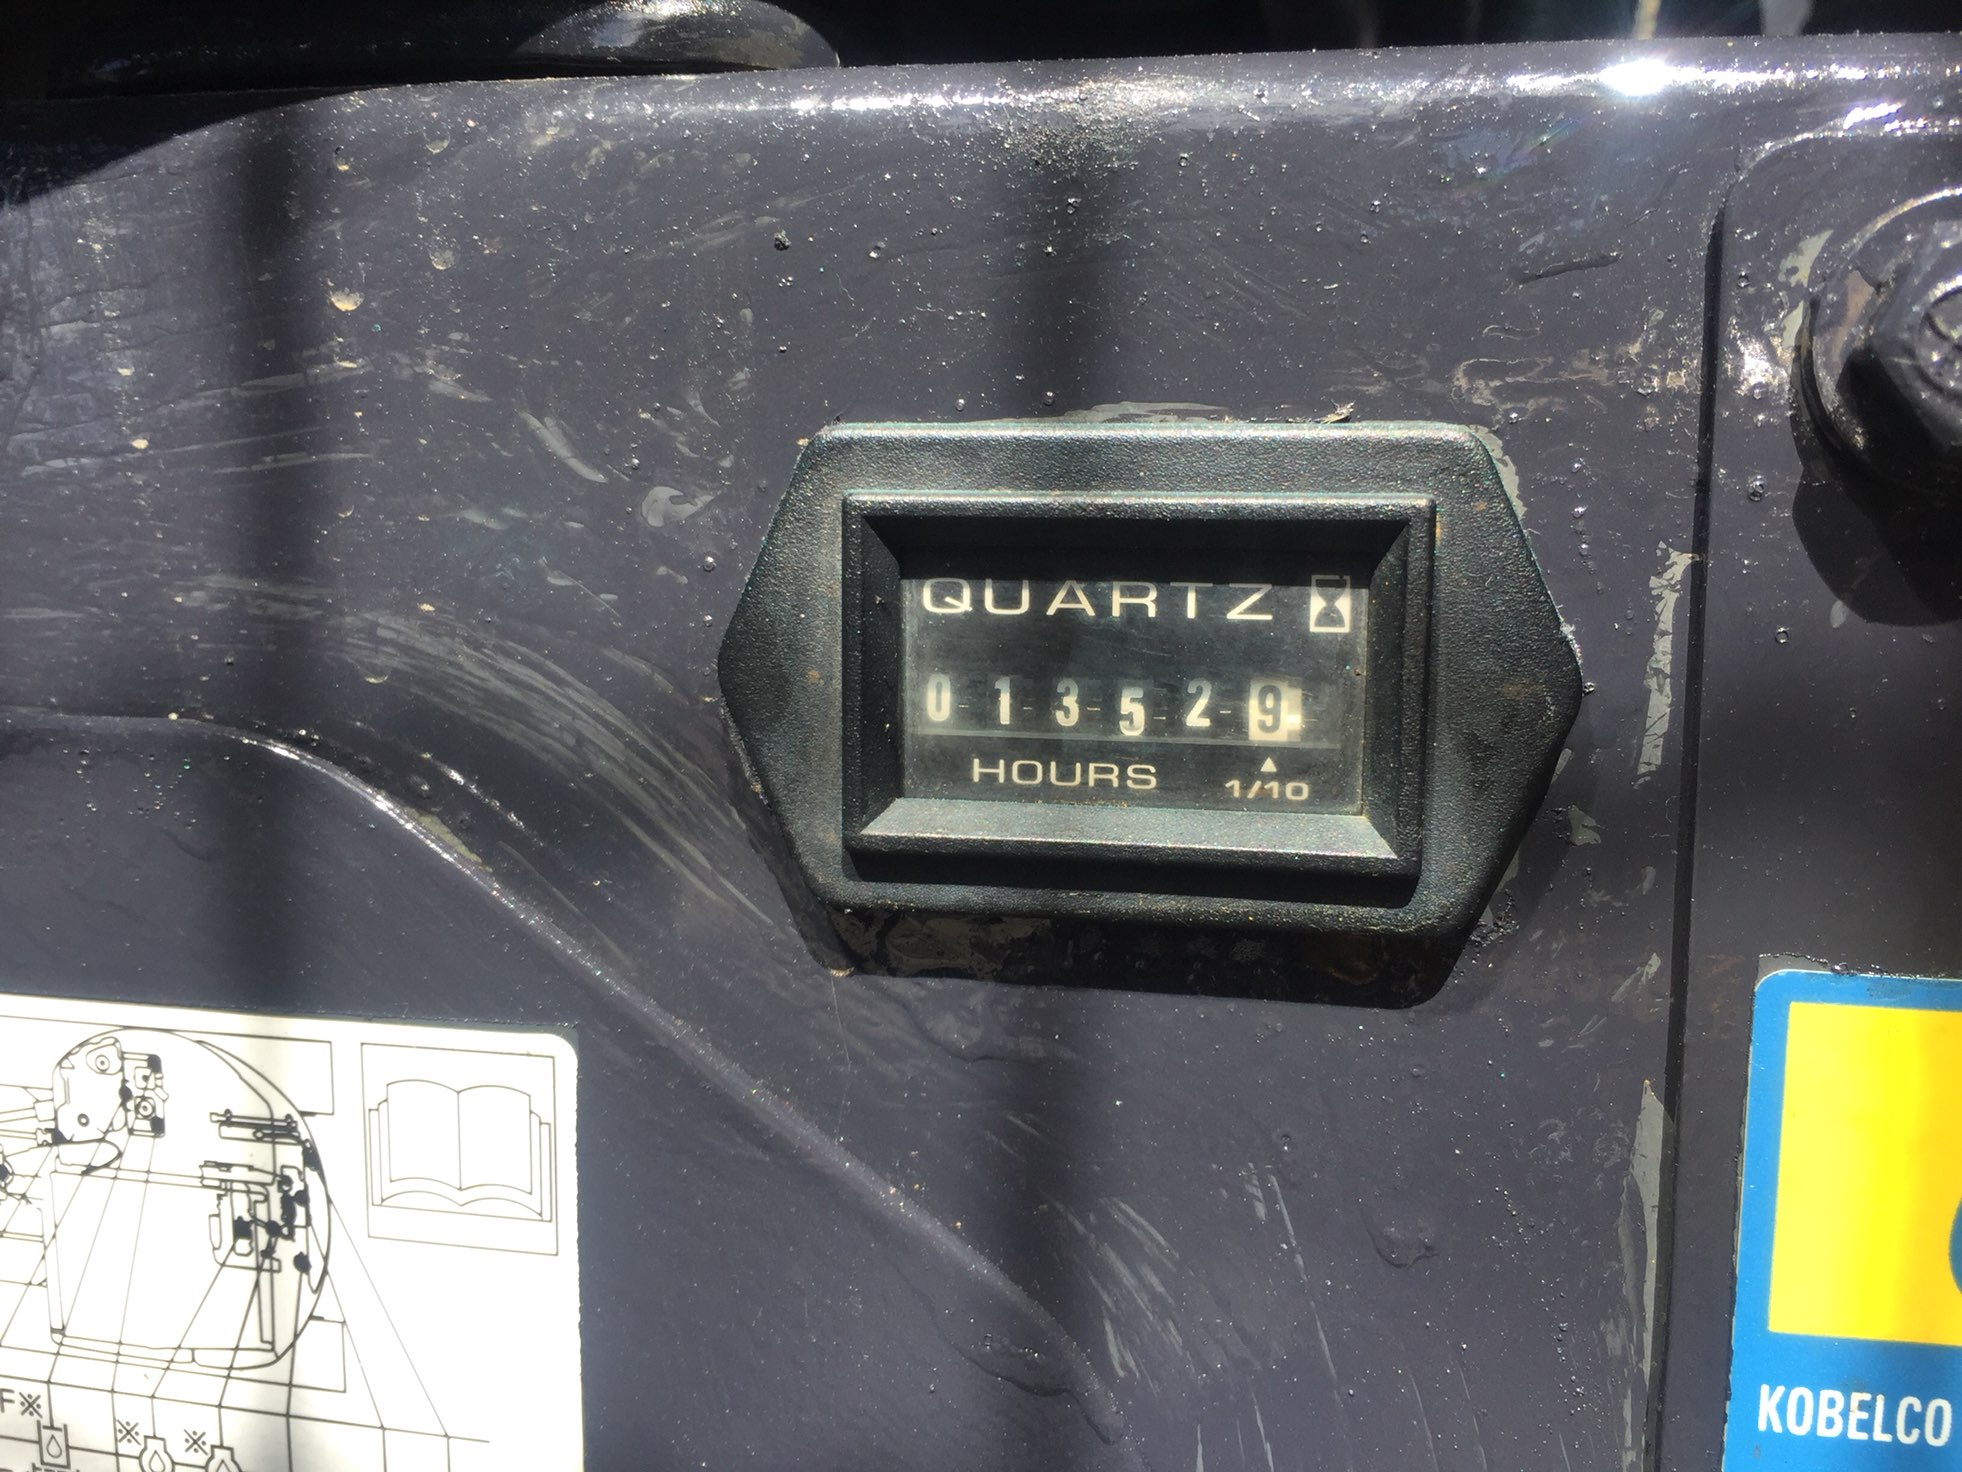 QUARTZ
013529
HOURS 1/10
F※
※ ※
KOBELCO